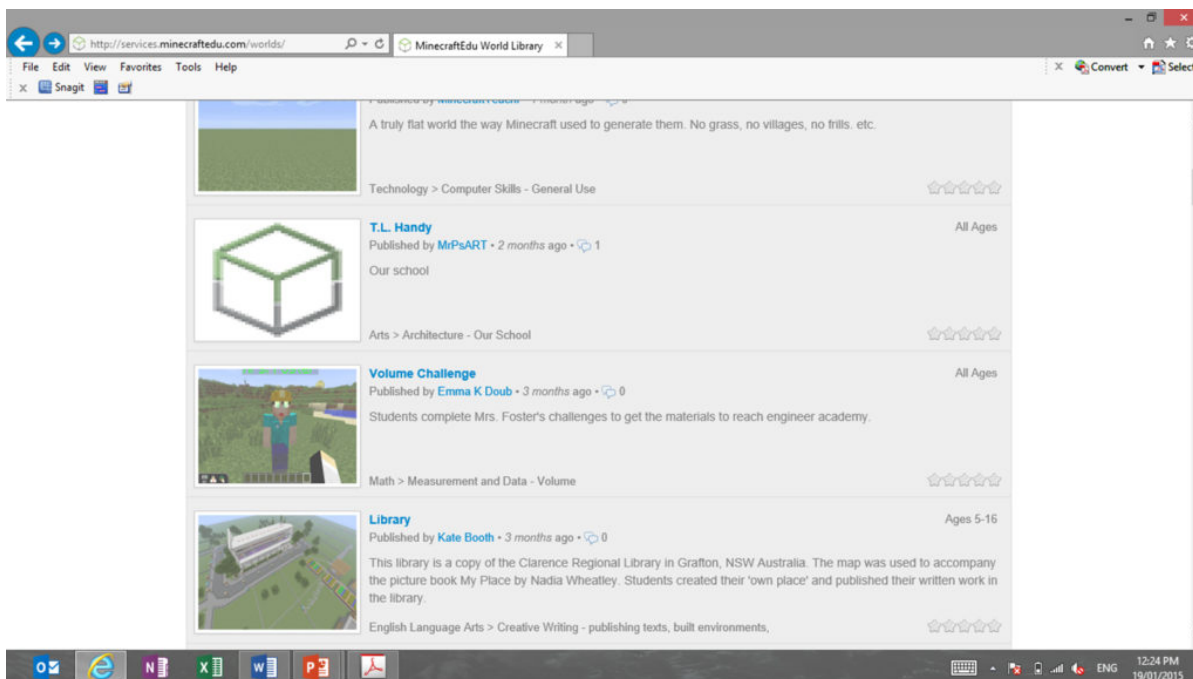 http://services.minecraftedu.com/worlds/
MinecraftEdu World Library
File Edit View Favorites Tools Help
Convert Select
Snagit
A truly flat world the way Minecraft used to generate them. No grass, no villages, no frills. etc.
Technology > Computer Skills - General Use
T.L. Handy
All Ages
Published by MrPsART • 2 months ago • 1
Our school
Arts > Architecture - Our School
Volume Challenge
All Ages
Published by Emma K Doub • 3 months ago • 0
Students complete Mrs. Foster's challenges to get the materials to reach engineer academy.
Math > Measurement and Data - Volume
Library
Ages 5-16
Published by Kate Booth • 3 months ago • 0
This library is a copy of the Clarence Regional Library in Grafton, NSW Australia. The map was used to accompany
the picture book My Place by Nadia Wheatley. Students created their 'own place' and published their written work in
the library.
English Language Arts > Creative Writing - publishing texts, built environments,
ENG
12:24 PM
19/01/2015